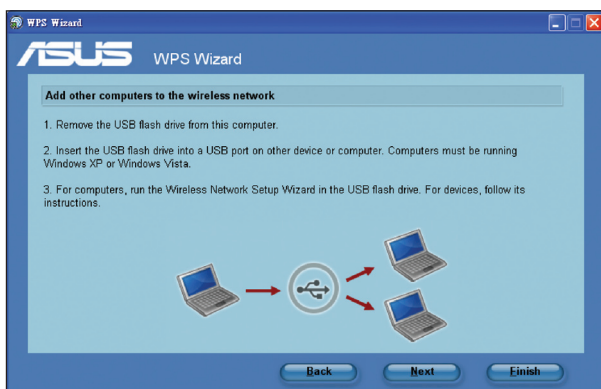 WPS Wizard
ASUS WPS Wizard
Add other computers to the wireless network
1. Remove the USB flash drive from this computer.
2. Insert the USB flash drive into a USB port on other device or computer. Computers must be running
Windows XP or Windows Vista.
3. For computers, run the Wireless Network Setup Wizard in the USB flash drive. For devices, follow its
instructions.
Back Next Finish